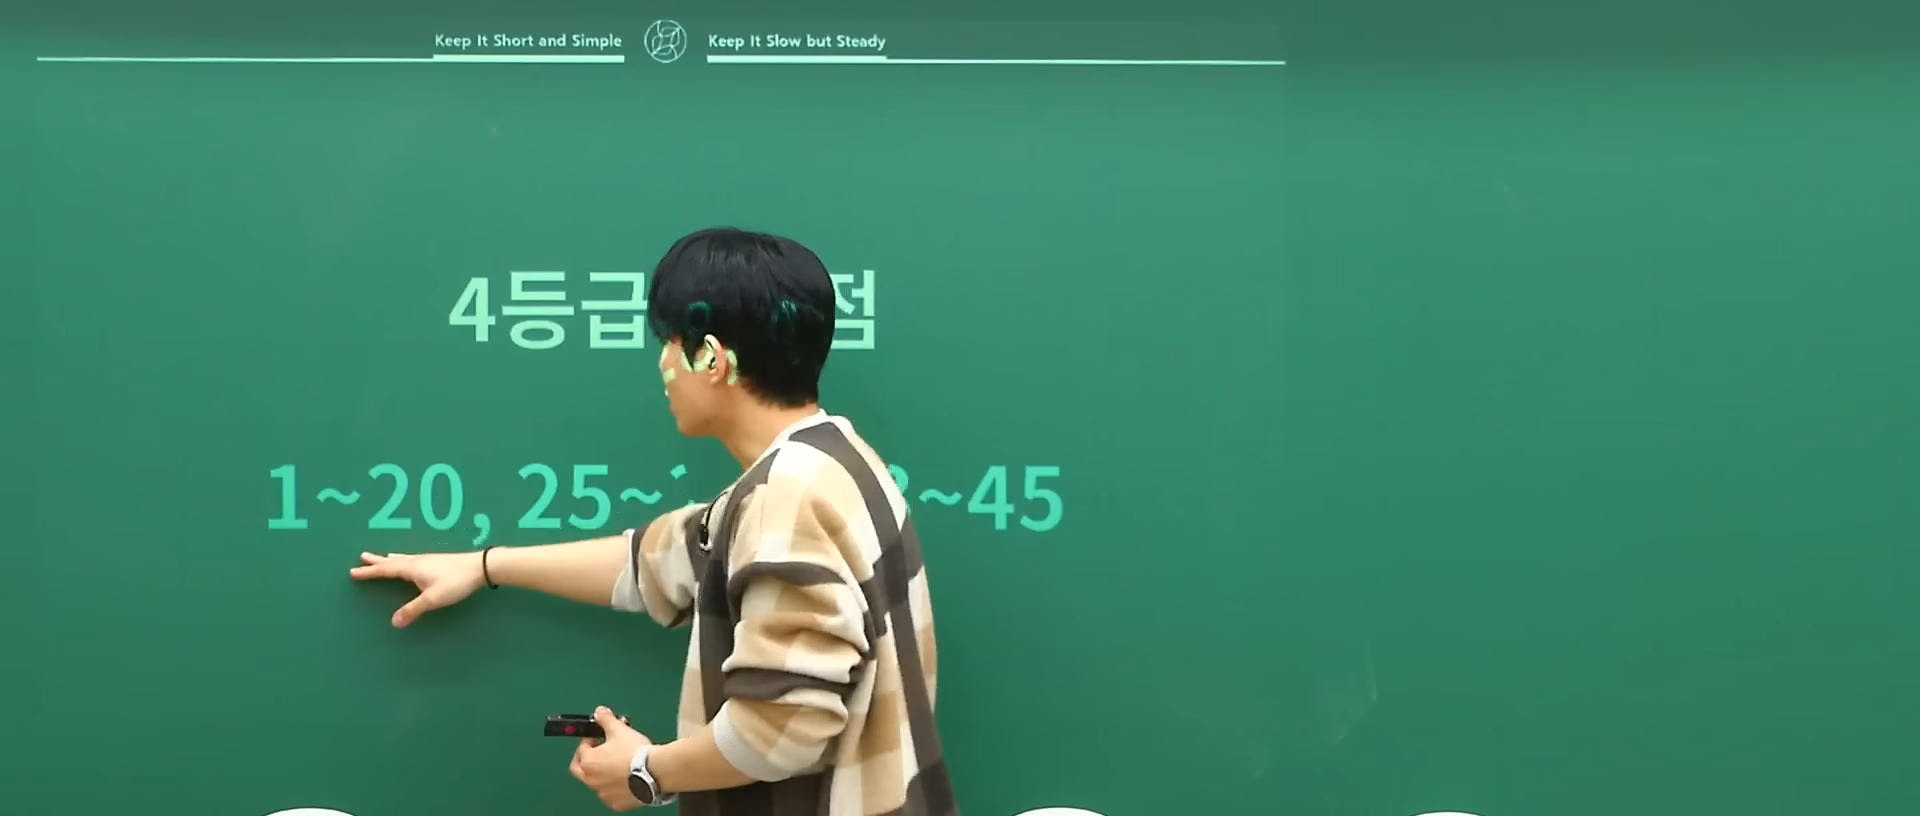 Keep It Short and Simple
Keep It Slow but Steady
4등급 점
1~20, 25~ ~45